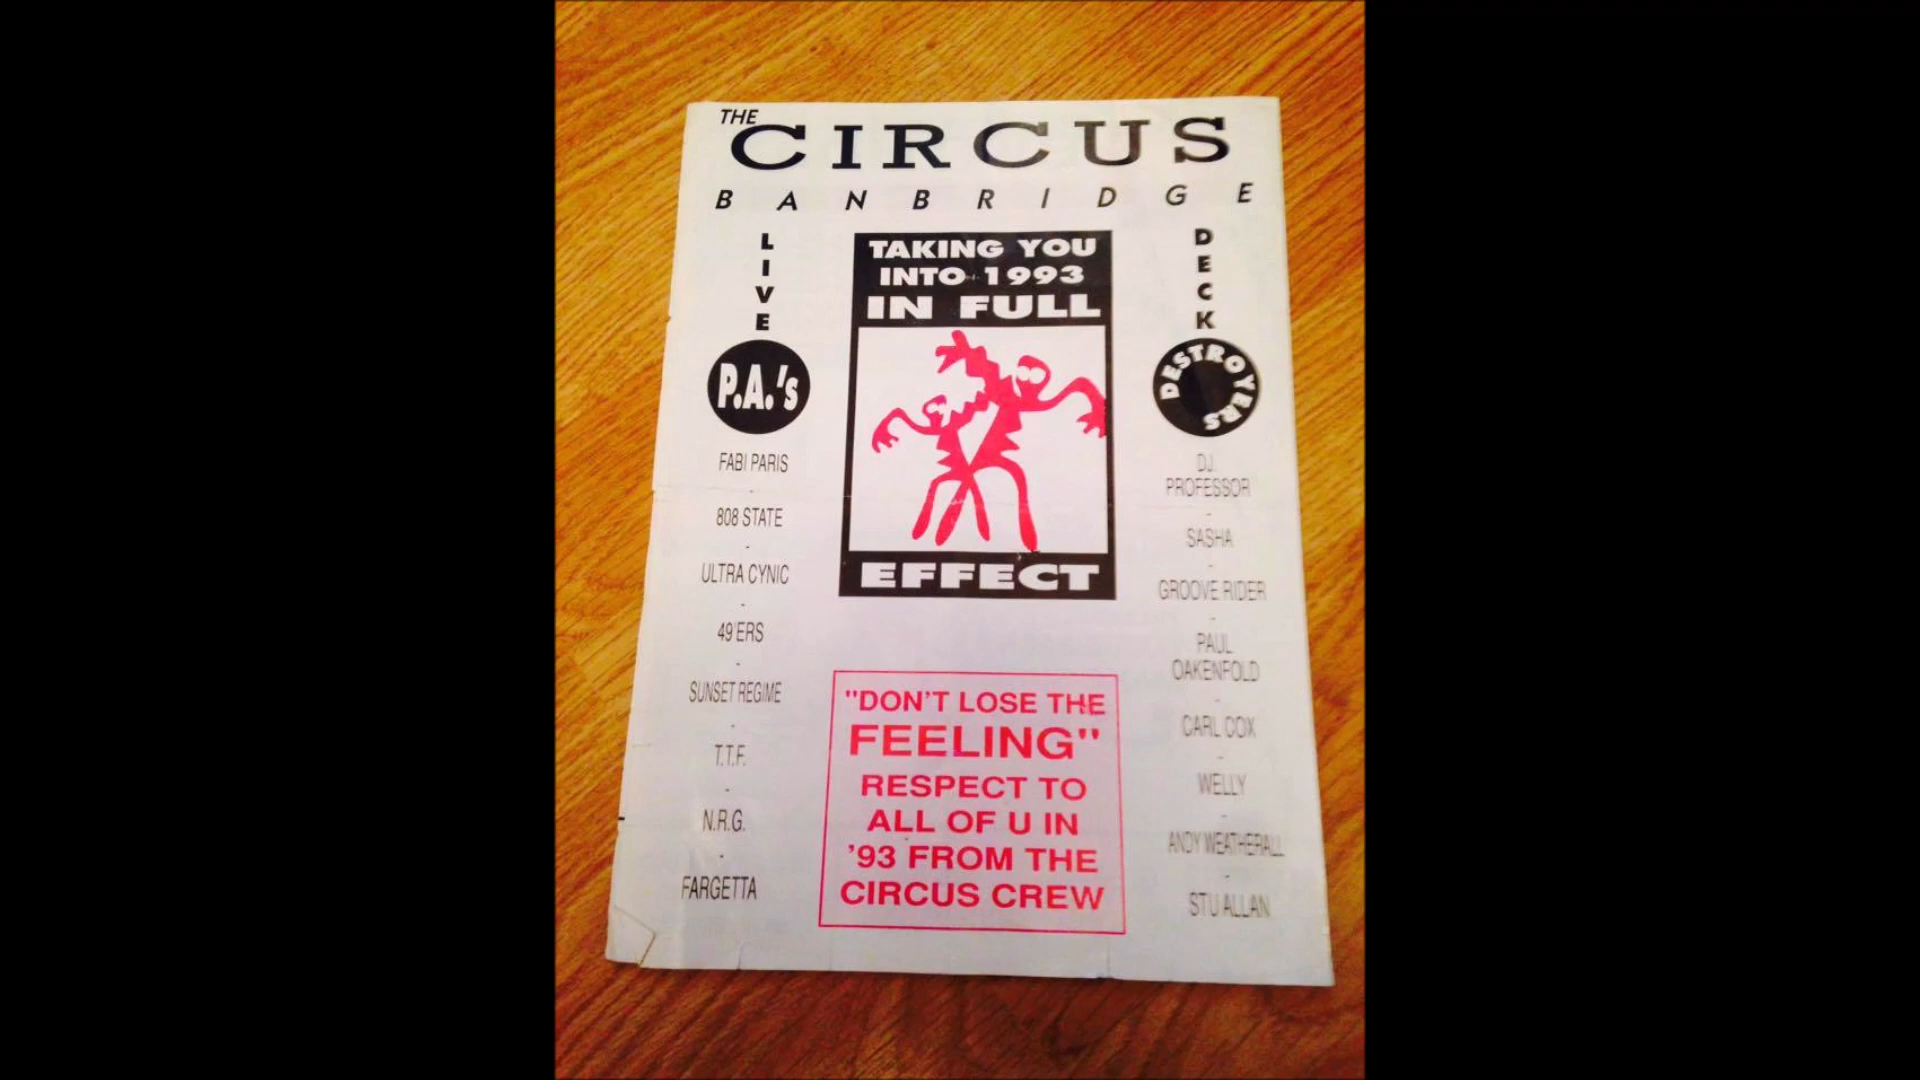 THE
CIRCUS
BANBRIDGE
LIVE
P.A.'s
FABI PARIS
-
808 STATE
-
ULTRA CYNIC
-
49'ERS
-
SUNSET REGIME
-
T.T.F.
-
N.R.G.
-
FARGETTA
TAKING YOU
INTO 1993
IN FULL
EFFECT
"DON'T LOSE THE
FEELING"
RESPECT TO
ALL OF U IN
'93 FROM THE
CIRCUS CREW
DECK
DESTROYERS
DJ.
PROFESSOR
-
SASHA
-
GROOVE RIDER
-
PAUL
OAKENFOLD
-
CARL COX
-
WELLY
-
ANDY WEATHERALL
-
STU ALLAN